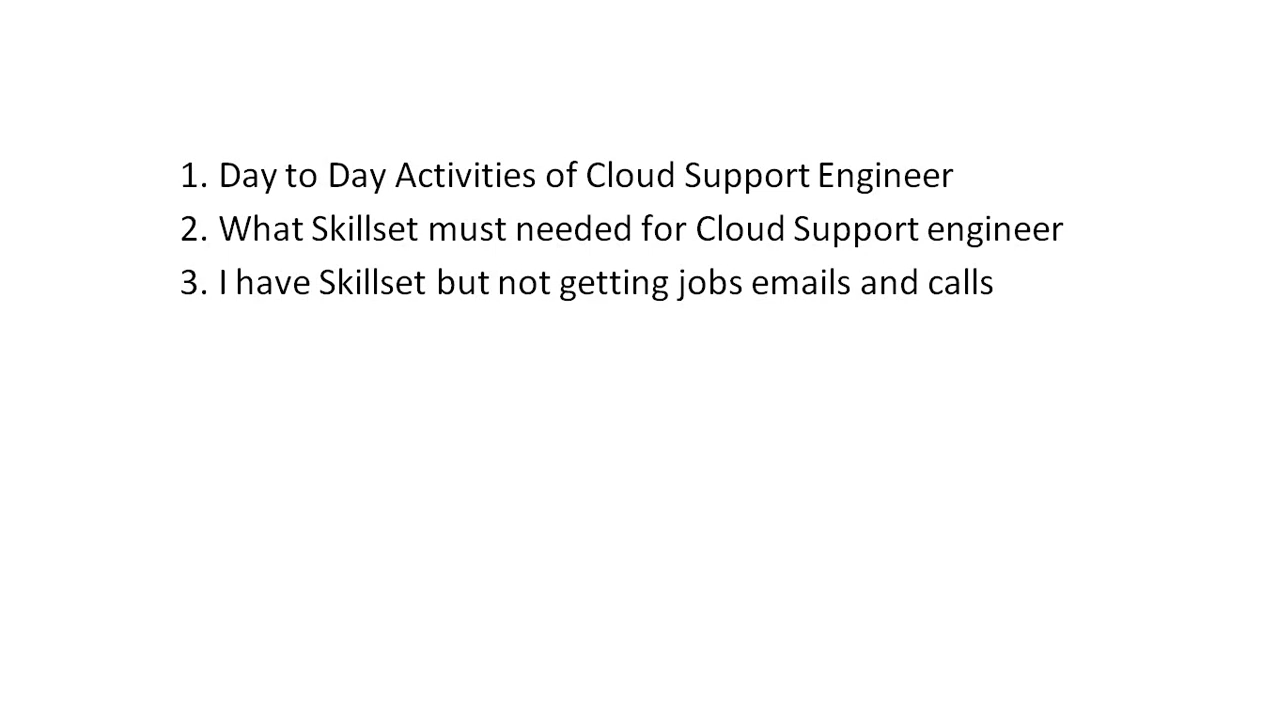 1. Day to Day Activities of Cloud Support Engineer
2. What Skillset must needed for Cloud Support engineer
3. I have Skillset but not getting jobs emails and calls